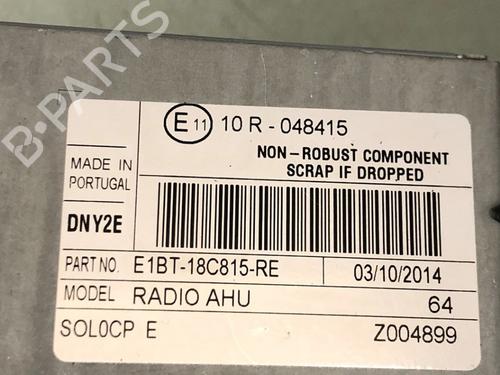 B-PARTS
E 11 10 R - 048415
NON-ROBUST COMPONENT
SCRAP IF DROPPED
MADE IN
PORTUGAL
DNY2E
PART NO. E1BT-18C815-RE 03/10/2014
MODEL RADIO AHU 64
SOL0CP E Z004899